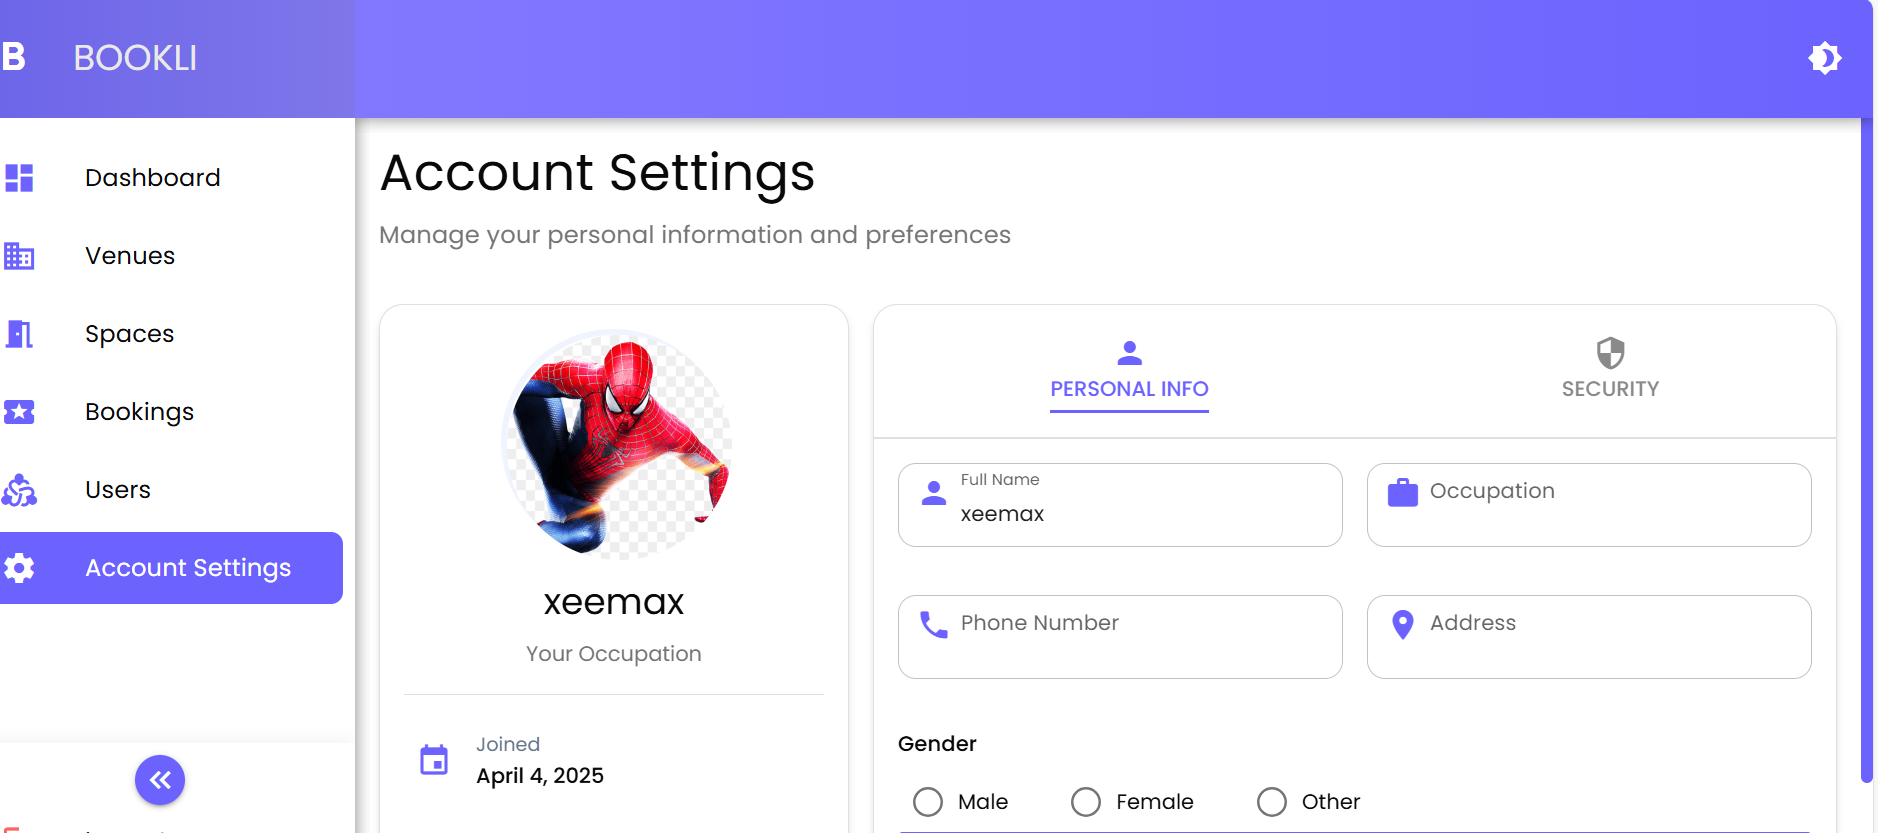 B BOOKLI
Dashboard
Venues
Spaces
Bookings
Users
Account Settings
Account Settings
Manage your personal information and preferences
xeemax
Your Occupation
Joined
April 4, 2025
PERSONAL INFO
SECURITY
Full Name
xeemax
Occupation
Phone Number
Address
Gender
Male
Female
Other